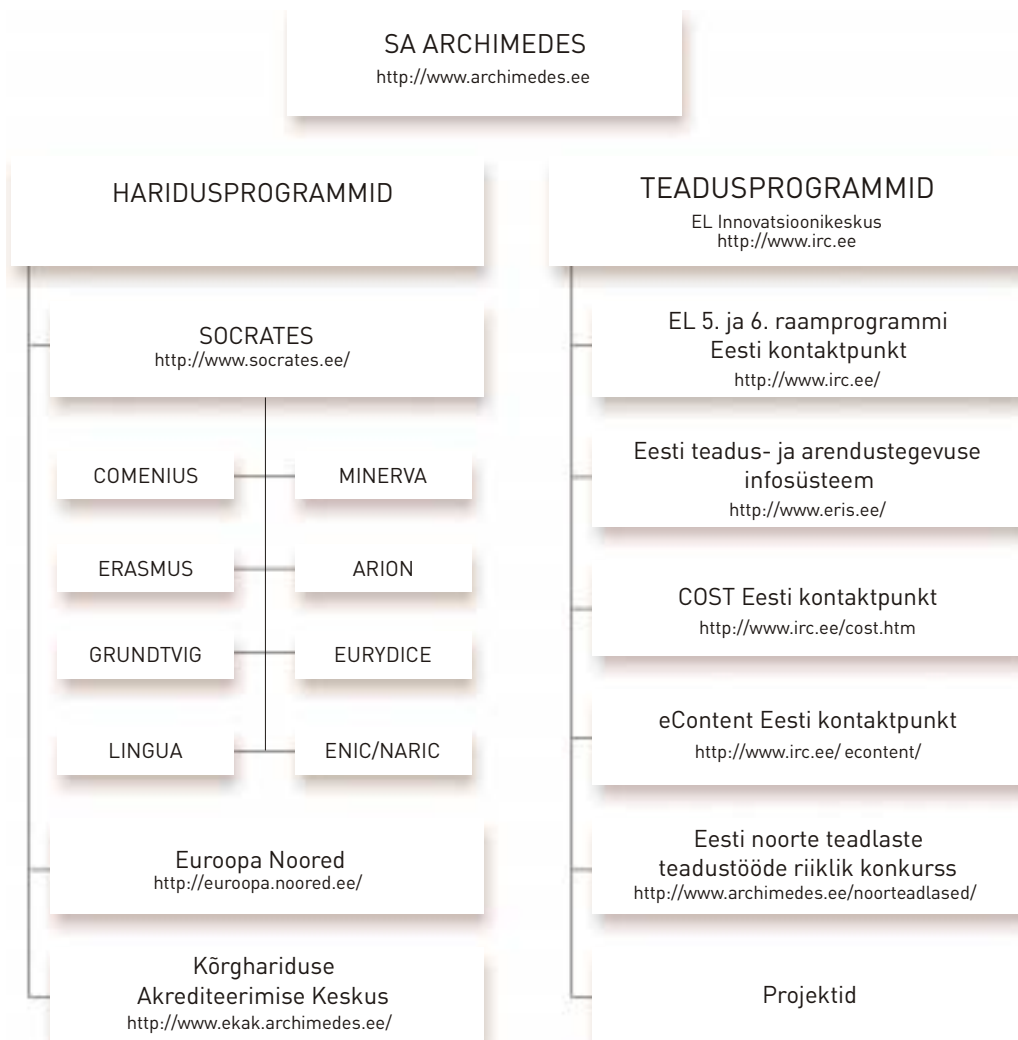 SA ARCHIMEDES
http://www.archimedes.ee
HARIDUSPROGRAMMID
SOCRATES
http://www.socrates.ee/
COMENIUS
MINERVA
ERASMUS
ARION
GRUNDTVIG
EURYDICE
LINGUA
ENIC/NARIC
Euroopa Noored
http://euroopa.noored.ee/
Kõrghariduse
Akrediteerimise Keskus
http://www.ekak.archimedes.ee/
TEADUSPROGRAMMID
EL Innovatsioonikeskus
http://www.irc.ee
EL 5. ja 6. raamprogrammi
Eesti kontaktpunkt
http://www.irc.ee/
Eesti teadus- ja arendustegevuse
infosüsteem
http://www.eris.ee/
COST Eesti kontaktpunkt
http://www.irc.ee/cost.htm
eContent Eesti kontaktpunkt
http://www.irc.ee/ econtent/
Eesti noorte teadlaste
teadustööde riiklik konkurss
http://www.archimedes.ee/noorteadlased/
Projektid